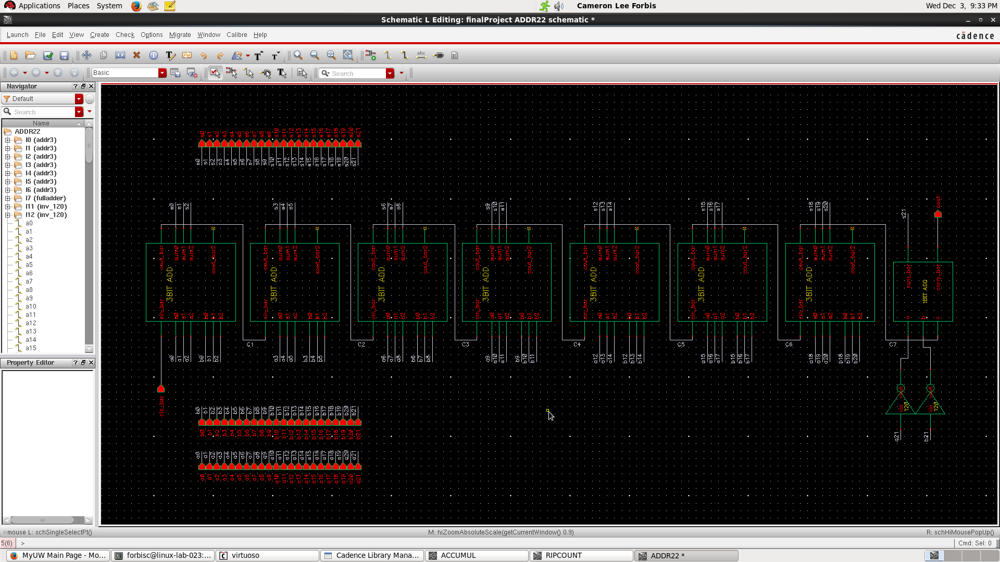 Applications Places System
Cameron Lee Forbis
Wed Dec 3, 9:33 PM
Schematic L Editing: finalProject ADDR22 schematic *
Launch File Edit View Create Check Options Migrate Window Calibre Help
cādence
Basic
Search
Navigator
Default
Search
Name
ADDR22
I0 (addr3)
I1 (addr3)
I2 (addr3)
I3 (addr3)
I4 (addr3)
I5 (addr3)
I6 (addr3)
I7 (fulladder)
I11 (inv_120)
I12 (inv_120)
a0
a1
a2
a3
a4
a5
a6
a7
a8
a9
a10
a11
a12
a13
a14
a15
Property Editor
s0 s1 s2 s3 s4 s5 s6 s7 s8 s9 s10 s11 s12 s13 s14 s15 s16 s17 s18 s19 s20 s21
s0 s1 s2 s3 s4 s5 s6 s7 s8 s9 s10 s11 s12 s13 s14 s15 s16 s17 s18 s19 s20 s21
s0 s1 s2 s3 s4 s5 s6 s7 s8 s9 s10 s11 s12 s13 s14 s15 s16 s17 s18 s19 s20 s21 cout
cout_bar sum0 sum1 sum2 cout_bar2
cout_bar sum0 sum1 sum2 cout_bar2
cout_bar sum0 sum1 sum2 cout_bar2
cout_bar sum0 sum1 sum2 cout_bar2
cout_bar sum0 sum1 sum2 cout_bar2
cout_bar sum0 sum1 sum2 cout_bar2
cout_bar sum0 sum1 sum2 cout_bar2
sum_bar carry_bar
3BIT ADD 3BIT ADD 3BIT ADD 3BIT ADD 3BIT ADD 3BIT ADD 3BIT ADD 1BIT ADD
cin_bar a0 a1 a2 b0 b1 b2
cin_bar a0 a1 a2 b0 b1 b2
cin_bar a0 a1 a2 b0 b1 b2
cin_bar a0 a1 a2 b0 b1 b2
cin_bar a0 a1 a2 b0 b1 b2
cin_bar a0 a1 a2 b0 b1 b2
cin_bar a0 a1 a2 b0 b1 b2
a b c
C1 C2 C3 C4 C5 C6 C7
a0 a1 a2 b0 b1 b2
a3 a4 a5 b3 b4 b5
a6 a7 a8 b6 b7 b8
a9 a10 a11 b9 b10 b11
a12 a13 a14 b12 b13 b14
a15 a16 a17 b15 b16 b17
a18 a19 a20 b18 b19 b20
cin_bar
vout vout
vin 120 vin 120
a21 b21
b0 b1 b2 b3 b4 b5 b6 b7 b8 b9 b10 b11 b12 b13 b14 b15 b16 b17 b18 b19 b20 b21
b0 b1 b2 b3 b4 b5 b6 b7 b8 b9 b10 b11 b12 b13 b14 b15 b16 b17 b18 b19 b20 b21
a0 a1 a2 a3 a4 a5 a6 a7 a8 a9 a10 a11 a12 a13 a14 a15 a16 a17 a18 a19 a20 a21
a0 a1 a2 a3 a4 a5 a6 a7 a8 a9 a10 a11 a12 a13 a14 a15 a16 a17 a18 a19 a20 a21
mouse L: schSingleSelectPt()
M: hiZoomAbsoluteScale(getCurrentWindow() 0.9)
R: schHiMousePopUp()
5(6) >
Cmd: Sel: 0
MyUW Main Page - Mo...
forbisc@linux-lab-023:...
virtuoso
Cadence Library Mana...
ACCUMUL
RIPCOUNT
ADDR22 *